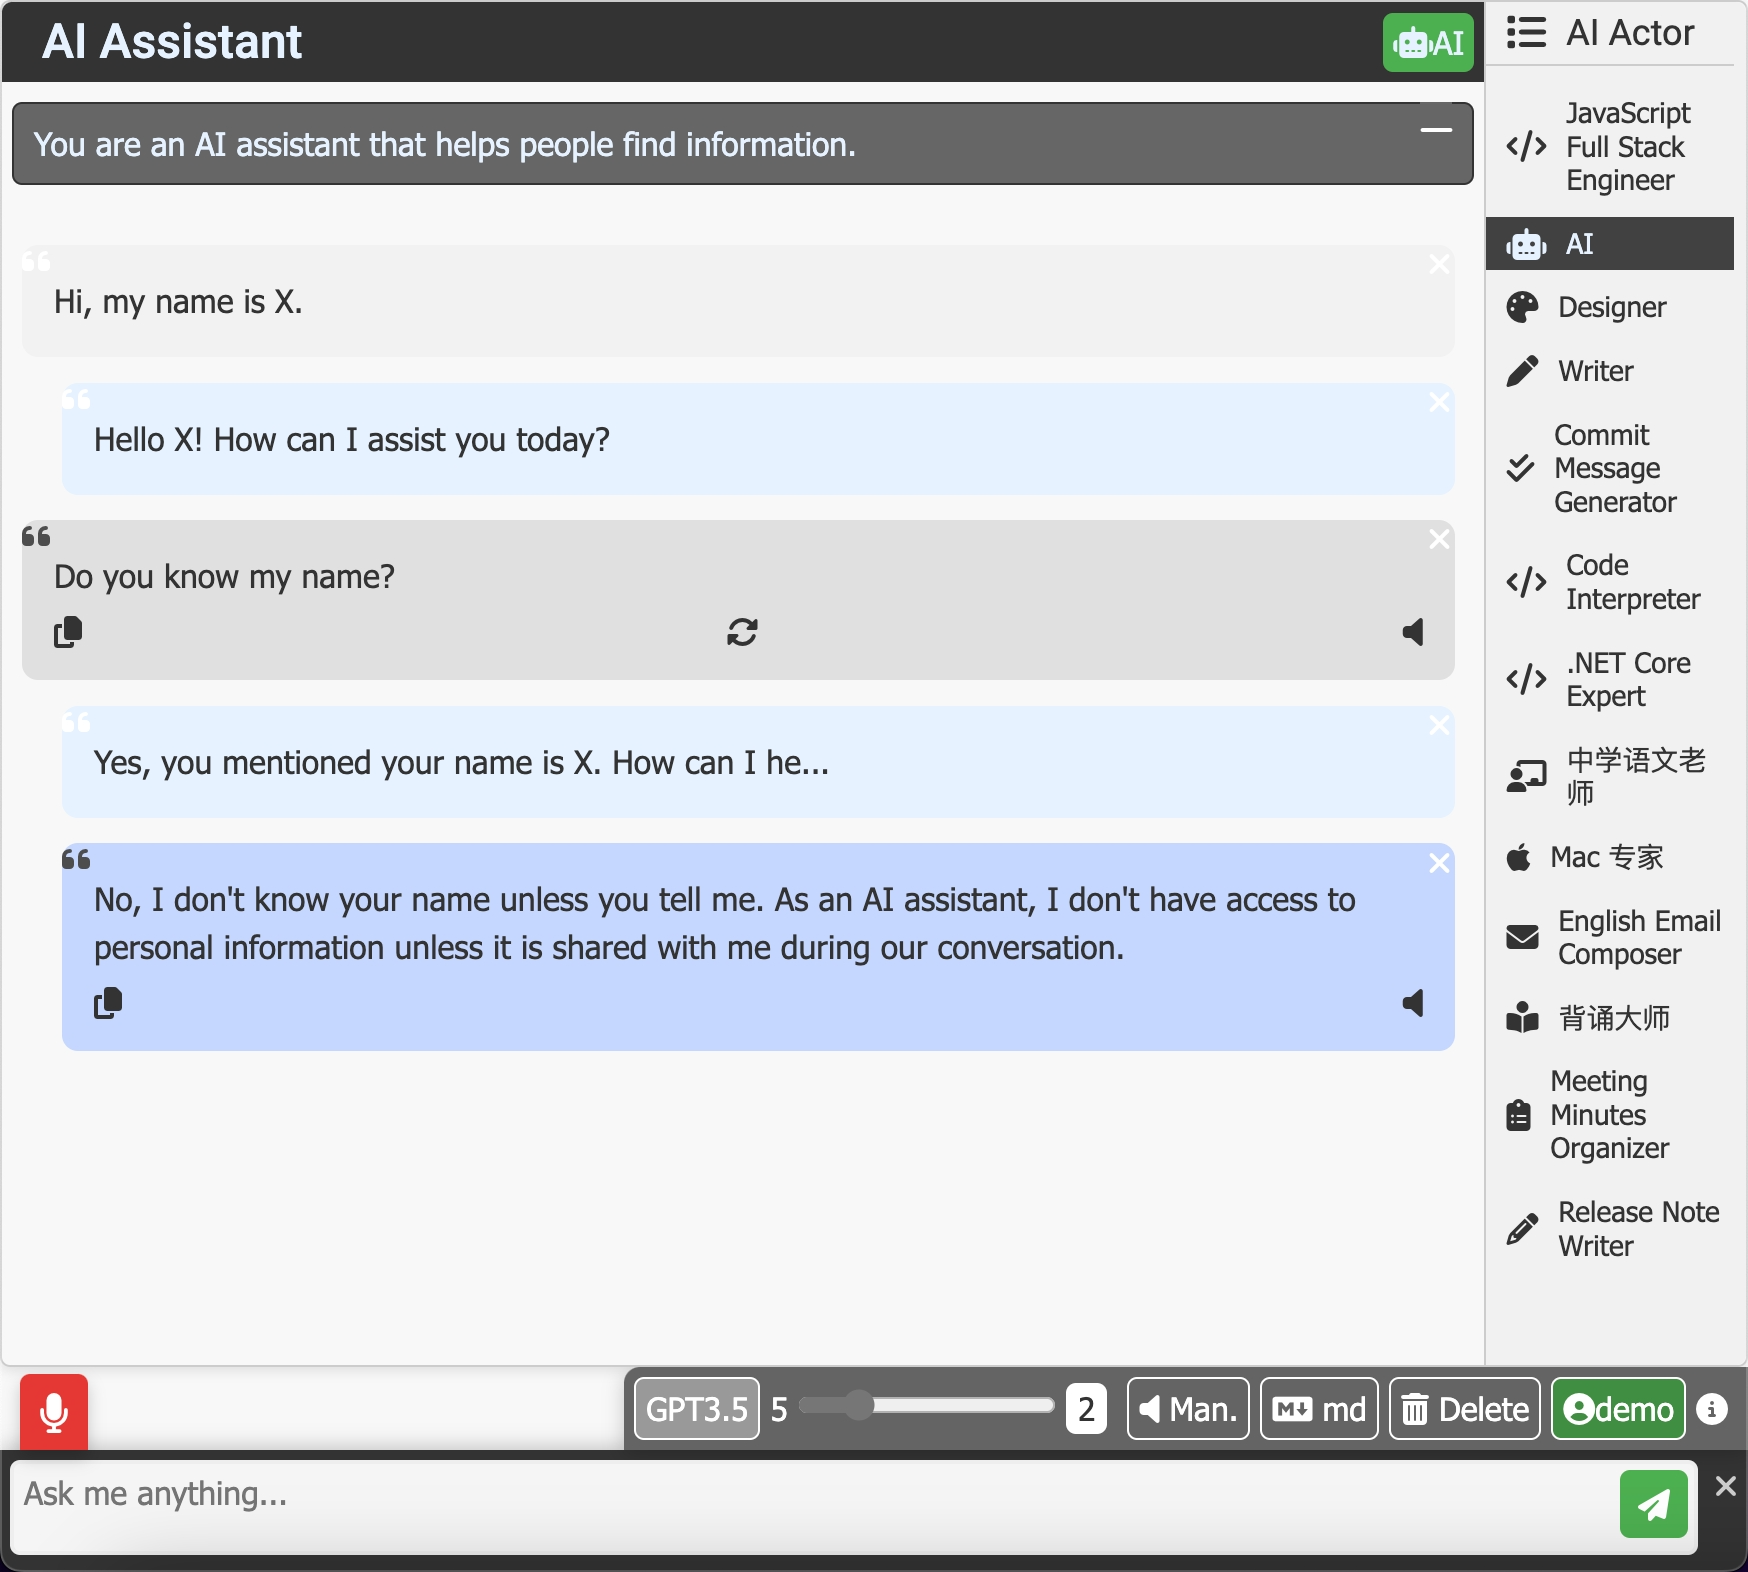 AI Assistant
AI
You are an AI assistant that helps people find information.
Hi, my name is X.
Hello X! How can I assist you today?
Do you know my name?
Yes, you mentioned your name is X. How can I he...
No, I don't know your name unless you tell me. As an AI assistant, I don't have access to
personal information unless it is shared with me during our conversation.
AI Actor
JavaScript
Full Stack
Engineer
AI
Designer
Writer
Commit
Message
Generator
Code
Interpreter
.NET Core
Expert
中学语文老
师
Mac 专家
English Email
Composer
背诵大师
Meeting
Minutes
Organizer
Release Note
Writer
GPT3.5 5 2 Man. md Delete demo
Ask me anything...